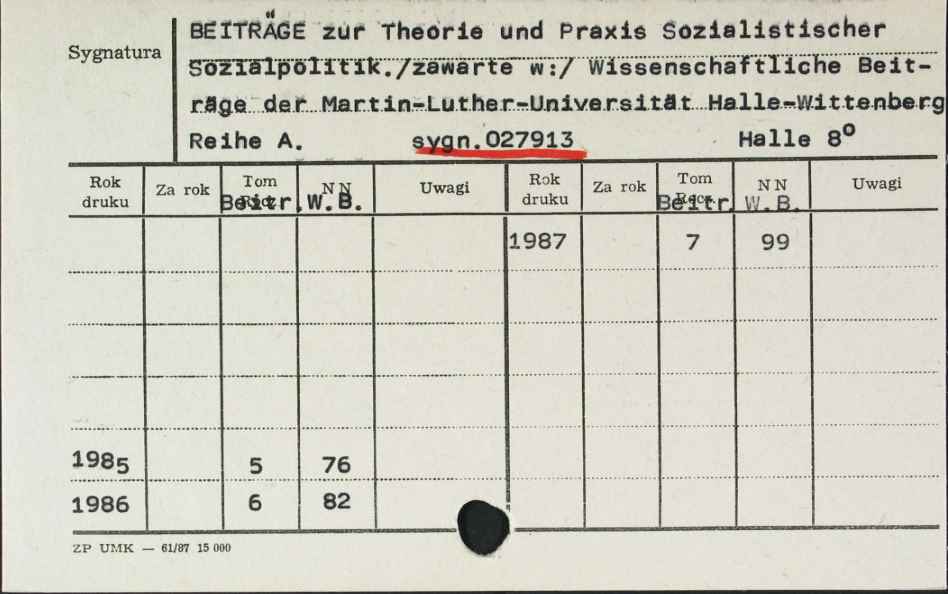 Sygnatura
BEITRÄGE zur Theorie und Praxis Sozialistischer
Sozialpolitik./zawarte w:/ Wissenschaftliche Beit-
räge der Martin-Luther-Universität Halle-Wittenberg
Reihe A. sygn.027913 Halle 8º
Rok druku Za rok Tom NN Uwagi Rok druku Za rok Tom NN Uwagi
Beitr. W.B. Beitr. W.B.
1987 7 99
1985 5 76
1986 6 82
ZP UMK — 61/87 15 000